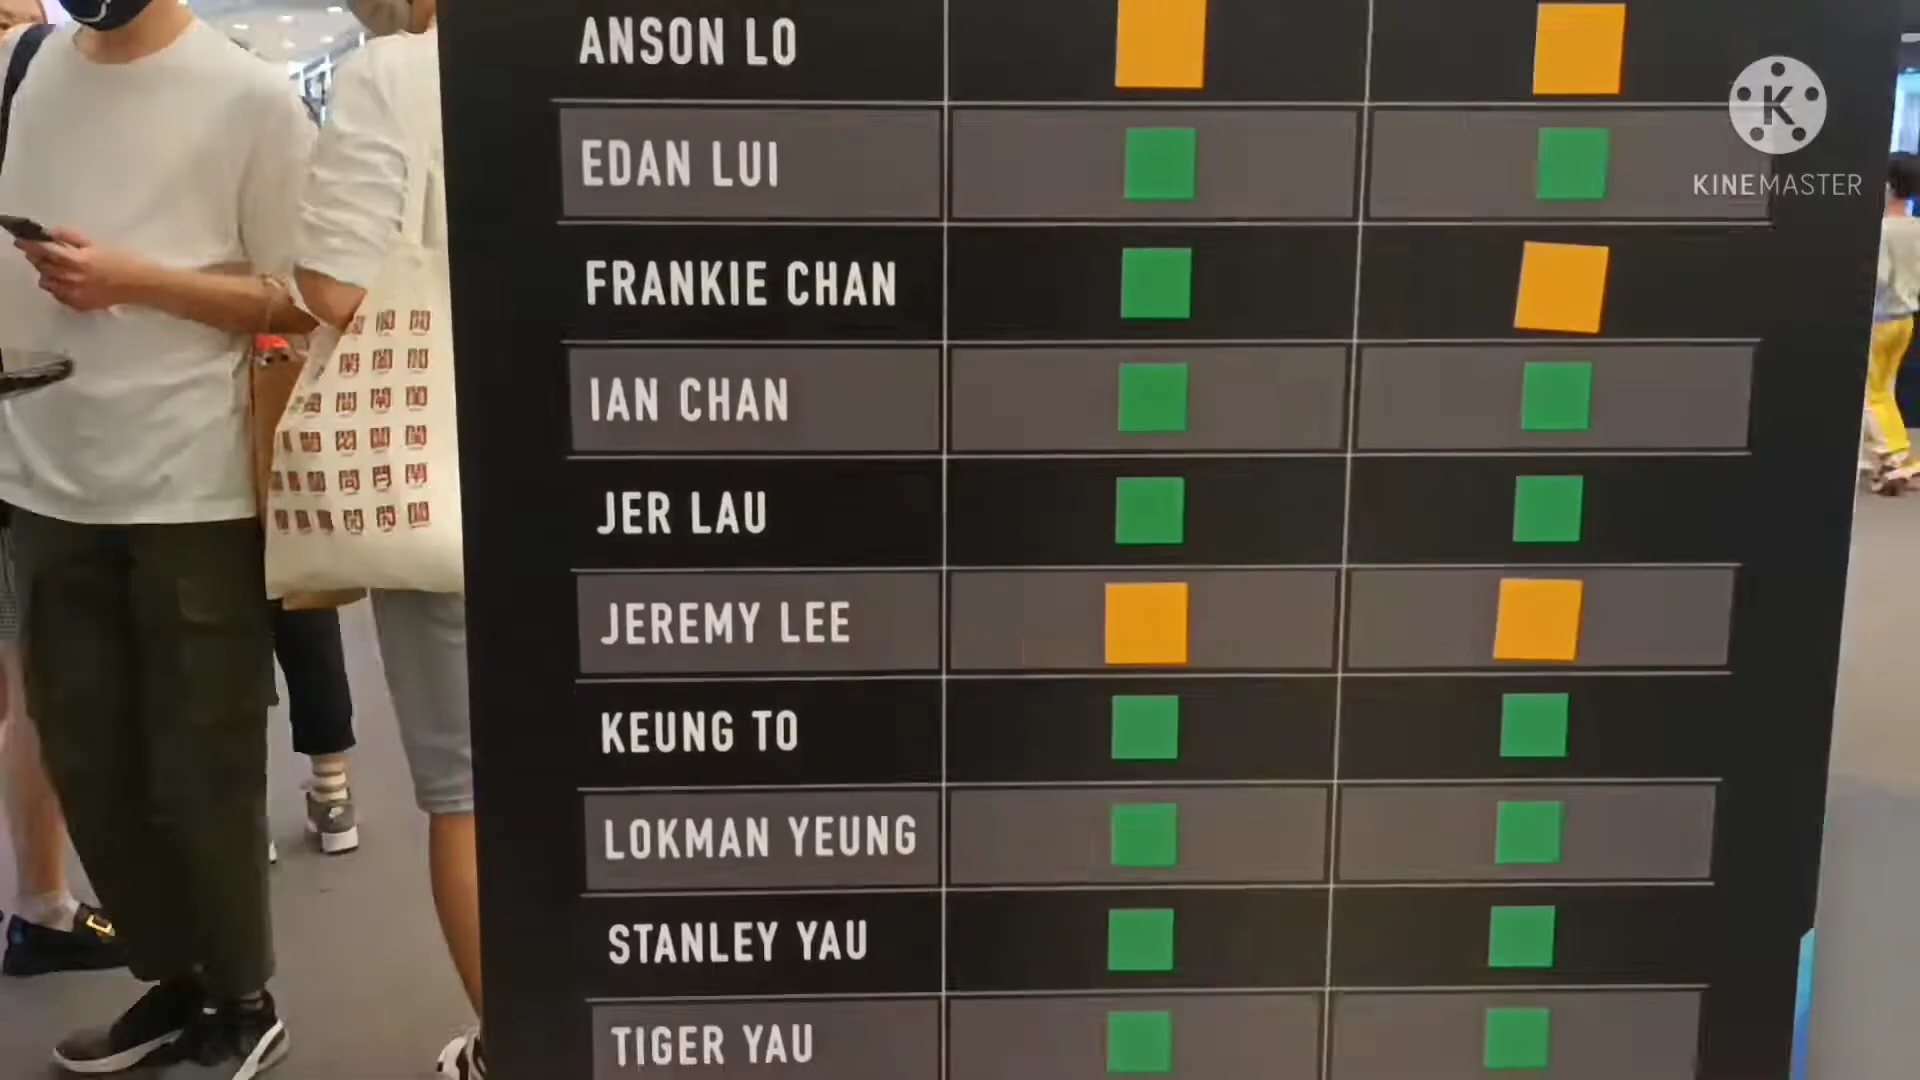 ANSON LO
EDAN LUI
K
KINEMASTER
FRANKIE CHAN
IAN CHAN
JER LAU
JEREMY LEE
KEUNG TO
LOKMAN YEUNG
STANLEY YAU
TIGER YAU